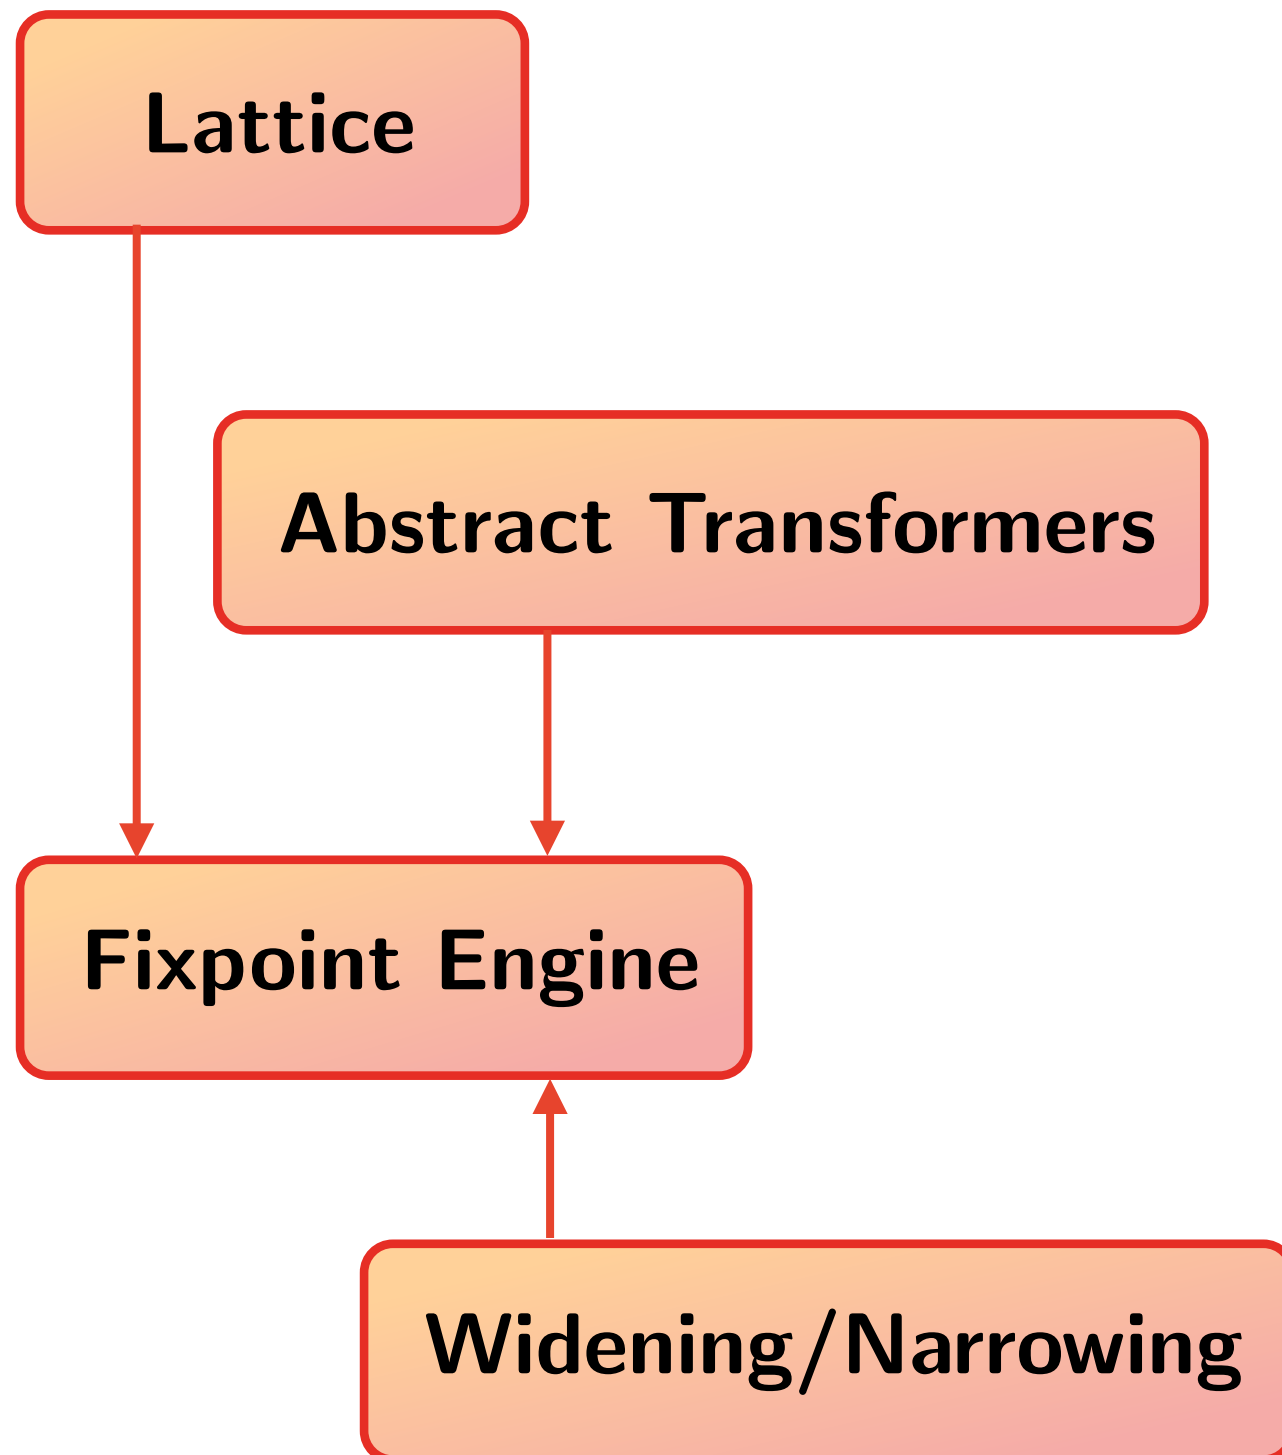 Lattice
Abstract Transformers
Fixpoint Engine
Widening/Narrowing